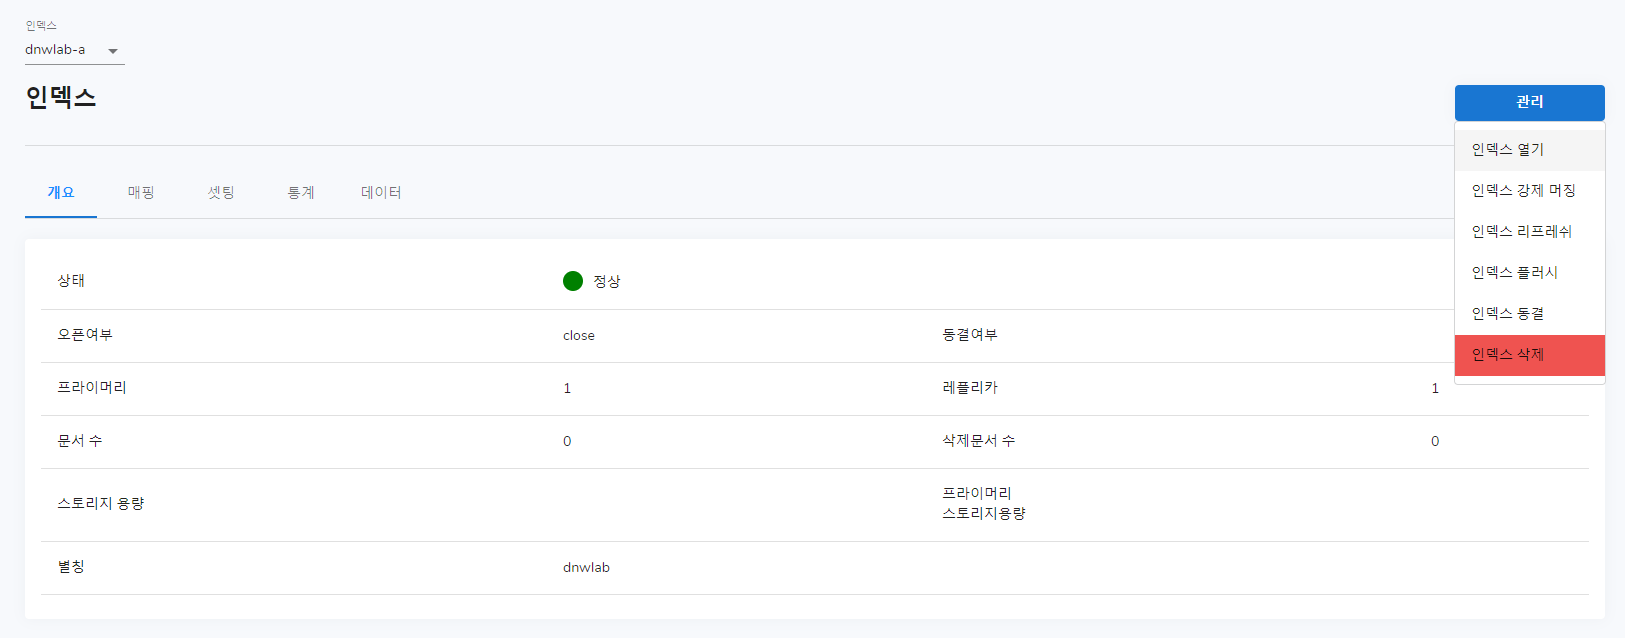 인덱스
dnwlab-a
인덱스
관리
인덱스 열기
인덱스 강제 머징
인덱스 리프레쉬
인덱스 플러시
인덱스 동결
인덱스 삭제
개요 매핑 셋팅 통계 데이터
상태 정상
오픈여부 close 동결여부
프라이머리 1 레플리카 1
문서 수 0 삭제문서 수 0
스토리지 용량 프라이머리
스토리지용량
별칭 dnwlab